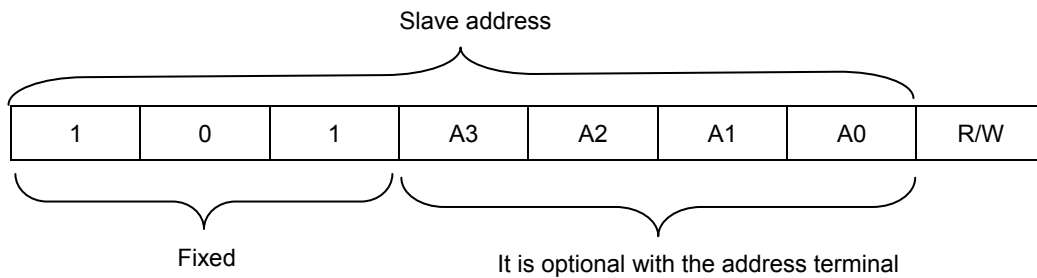 Slave address
1 0 1 A3 A2 A1 A0 R/W
Fixed
It is optional with the address terminal